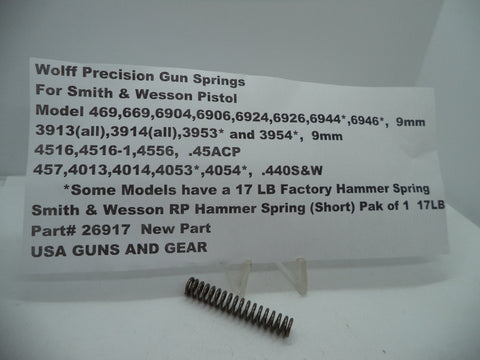 Wolff Precision Gun Springs
For Smith & Wesson Pistol
Model 469,669,6904,6906,6924,6926,6944*,6946*, 9mm
3913(all),3914(all),3953* and 3954*, 9mm
4516,4516-1,4556, .45ACP
457,4013,4014,4053*,4054*, .440S&W
*Some Models have a 17 LB Factory Hammer Spring
Smith & Wesson RP Hammer Spring (Short) Pak of 1 17LB
Part# 26917 New Part
USA GUNS AND GEAR